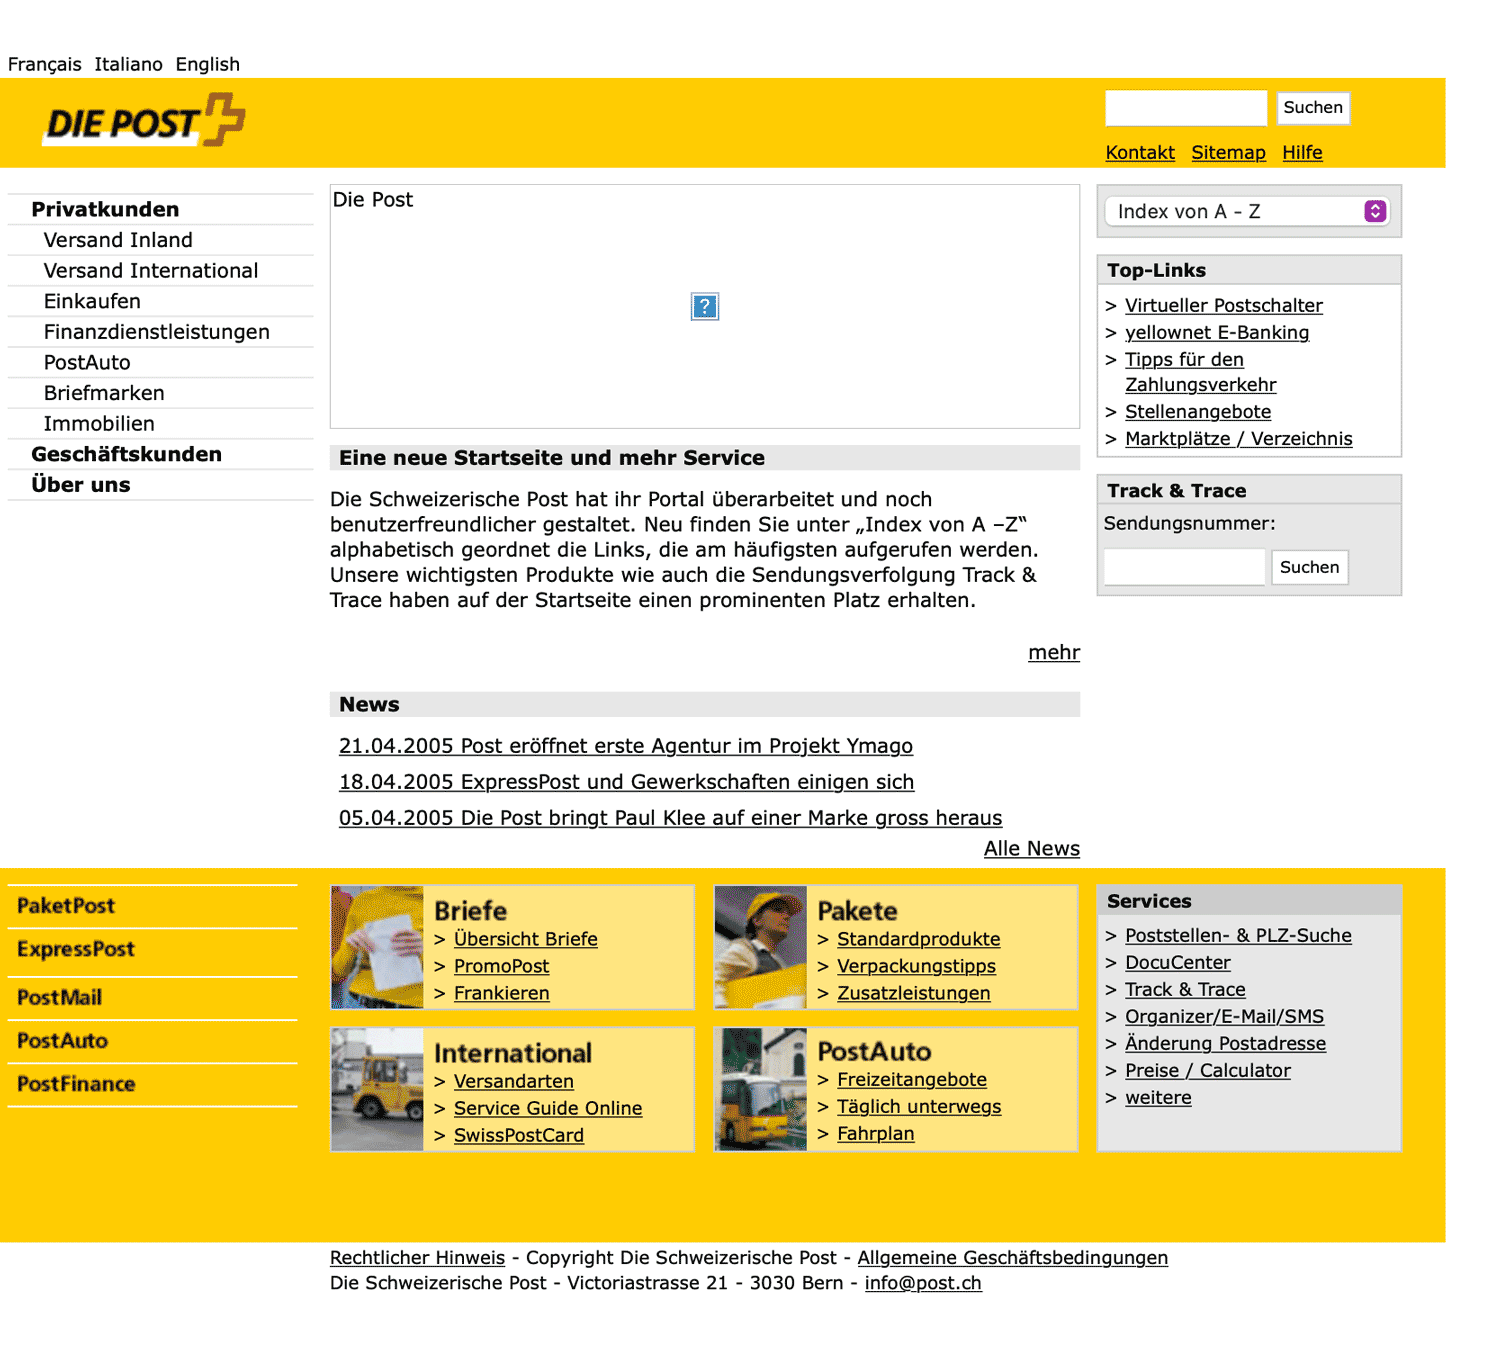 Français Italiano English
DIE POST
Suchen
Kontakt Sitemap Hilfe
Privatkunden
Versand Inland
Versand International
Einkaufen
Finanzdienstleistungen
PostAuto
Briefmarken
Immobilien
Geschäftskunden
Über uns
Die Post
?
Eine neue Startseite und mehr Service
Die Schweizerische Post hat ihr Portal überarbeitet und noch
benutzerfreundlicher gestaltet. Neu finden Sie unter „Index von A –Z“
alphabetisch geordnet die Links, die am häufigsten aufgerufen werden.
Unsere wichtigsten Produkte wie auch die Sendungsverfolgung Track &
Trace haben auf der Startseite einen prominenten Platz erhalten.
mehr
News
21.04.2005 Post eröffnet erste Agentur im Projekt Ymago
18.04.2005 ExpressPost und Gewerkschaften einigen sich
05.04.2005 Die Post bringt Paul Klee auf einer Marke gross heraus
Alle News
Index von A - Z
Top-Links
> Virtueller Postschalter
> yellownet E-Banking
> Tipps für den
Zahlungsverkehr
> Stellenangebote
> Marktplätze / Verzeichnis
Track & Trace
Sendungsnummer:
Suchen
PaketPost
ExpressPost
PostMail
PostAuto
PostFinance
Briefe
> Übersicht Briefe
> PromoPost
> Frankieren
Pakete
> Standardprodukte
> Verpackungstipps
> Zusatzleistungen
International
> Versandarten
> Service Guide Online
> SwissPostCard
PostAuto
> Freizeitangebote
> Täglich unterwegs
> Fahrplan
Services
> Poststellen- & PLZ-Suche
> DocuCenter
> Track & Trace
> Organizer/E-Mail/SMS
> Änderung Postadresse
> Preise / Calculator
> weitere
Rechtlicher Hinweis - Copyright Die Schweizerische Post - Allgemeine Geschäftsbedingungen
Die Schweizerische Post - Victoriastrasse 21 - 3030 Bern - info@post.ch